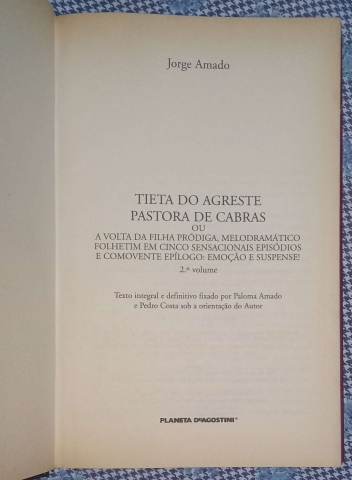 Jorge Amado
TIETA DO AGRESTE
PASTORA DE CABRAS
OU
A VOLTA DA FILHA PRÓDIGA, MELODRAMÁTICO
FOLHETIM EM CINCO SENSACIONAIS EPISÓDIOS
E COMOVENTE EPÍLOGO: EMOÇÃO E SUSPENSE!
2.º volume
Texto integral e definitivo fixado por Paloma Amado
e Pedro Costa sob a orientação do Autor
PLANETA DEAGOSTINI